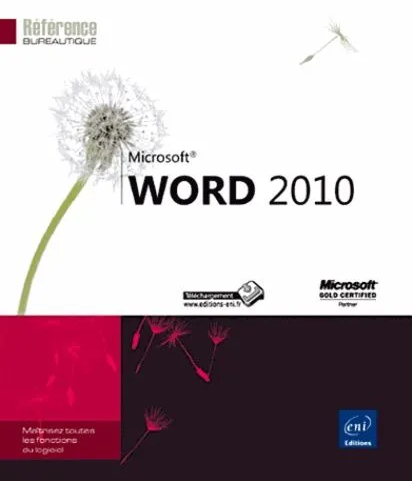 Référence
BUREAUTIQUE
Microsoft®
WORD 2010
Téléchargement
www.editions-eni.fr
Microsoft
GOLD CERTIFIED
Partner
Maîtrisez toutes
les fonctions
du logiciel
eni
Editions